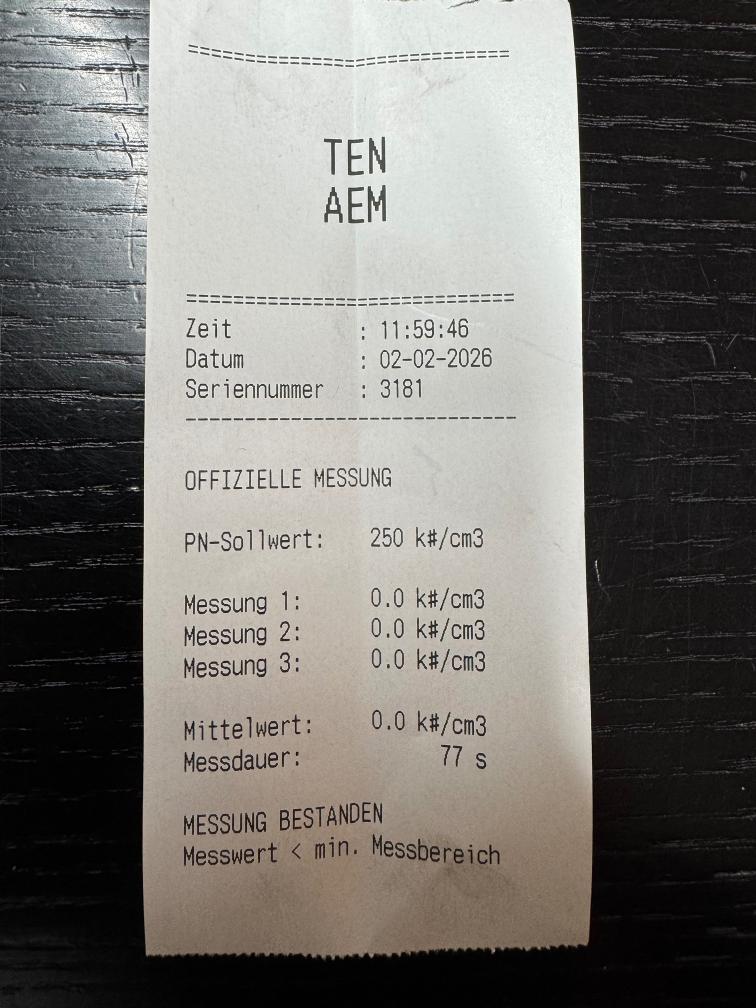 ==================================
TEN
AEM
==================================
Zeit : 11:59:46
Datum : 02-02-2026
Seriennummer : 3181
----------------------------------
OFFIZIELLE MESSUNG
PN-Sollwert: 250 k#/cm3
Messung 1: 0.0 k#/cm3
Messung 2: 0.0 k#/cm3
Messung 3: 0.0 k#/cm3
Mittelwert: 0.0 k#/cm3
Messdauer: 77 s
MESSUNG BESTANDEN
Messwert < min. Messbereich